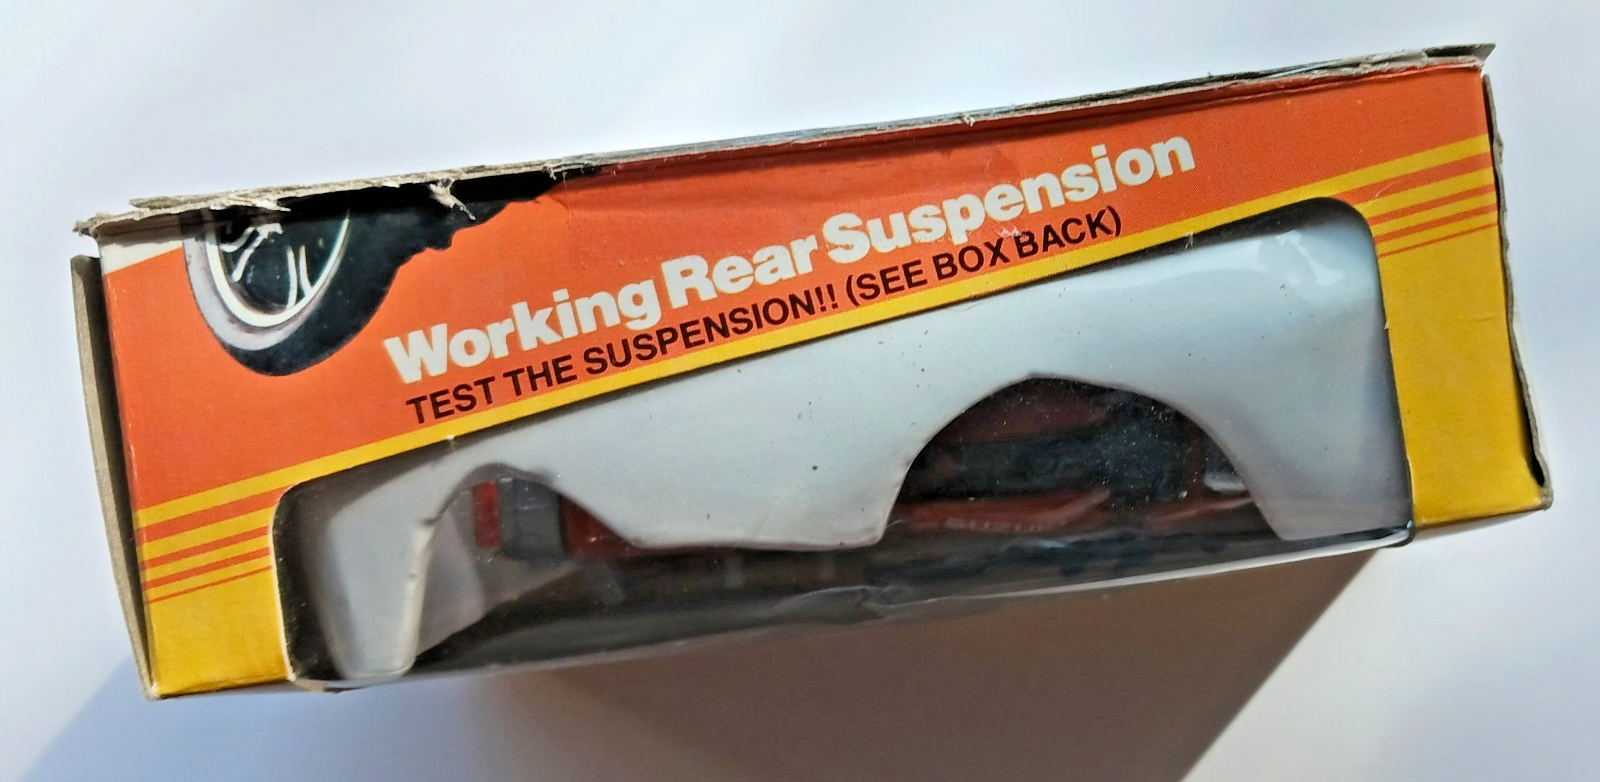 Working Rear Suspension
TEST THE SUSPENSION!! (SEE BOX BACK)